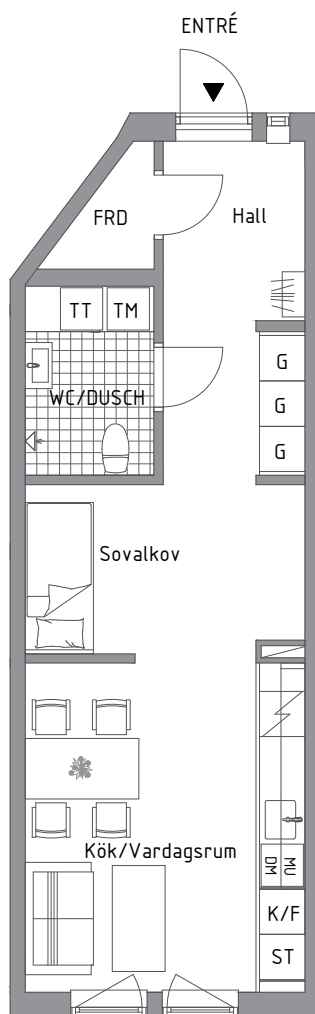 ENTRÉ
FRD
Hall
TT
TM
WC/DUSCH
G
G
G
Sovalkov
Kök/Vardagsrum
DM
MU
K/F
ST